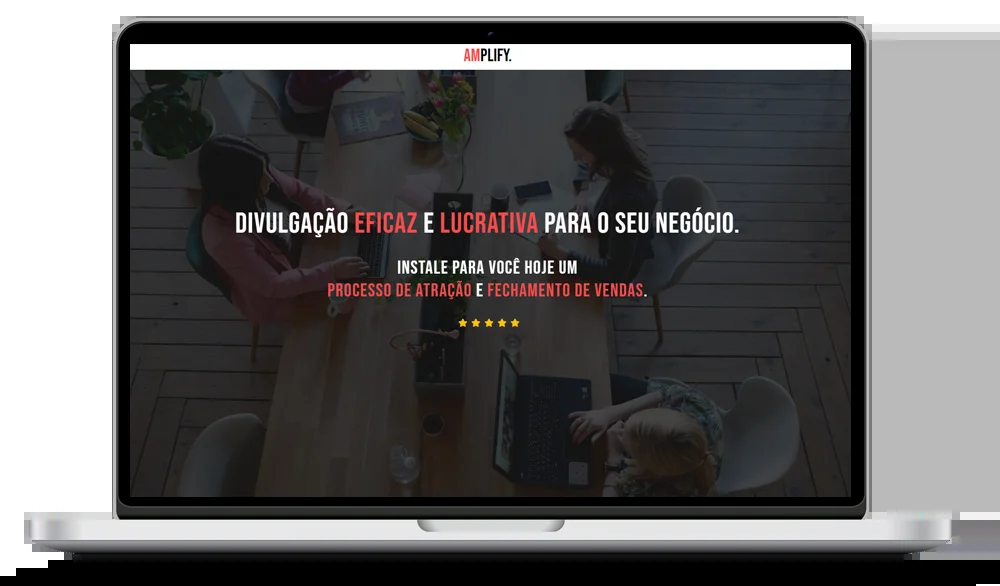 AMPLIFY.
DIVULGAÇÃO EFICAZ E LUCRATIVA PARA O SEU NEGÓCIO.
INSTALE PARA VOCÊ HOJE UM
PROCESSO DE ATRAÇÃO E FECHAMENTO DE VENDAS.